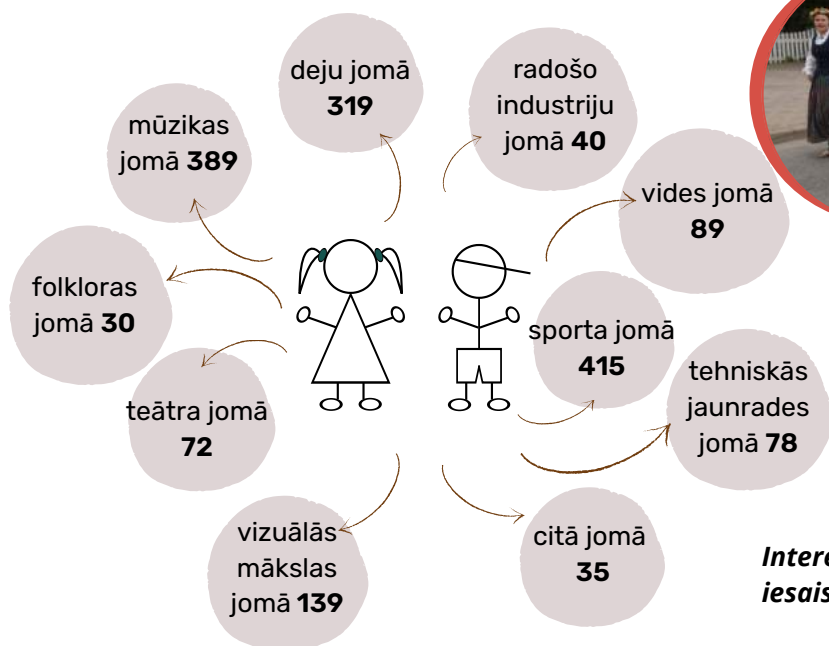 deju jomā
319
radošo
industriju
jomā 40
mūzikas
jomā 389
vides jomā
89
folkloras
jomā 30
sporta jomā
415
tehniskās
jaunrades
jomā 78
teātra jomā
72
vizuālās
mākslas
jomā 139
citā jomā
35